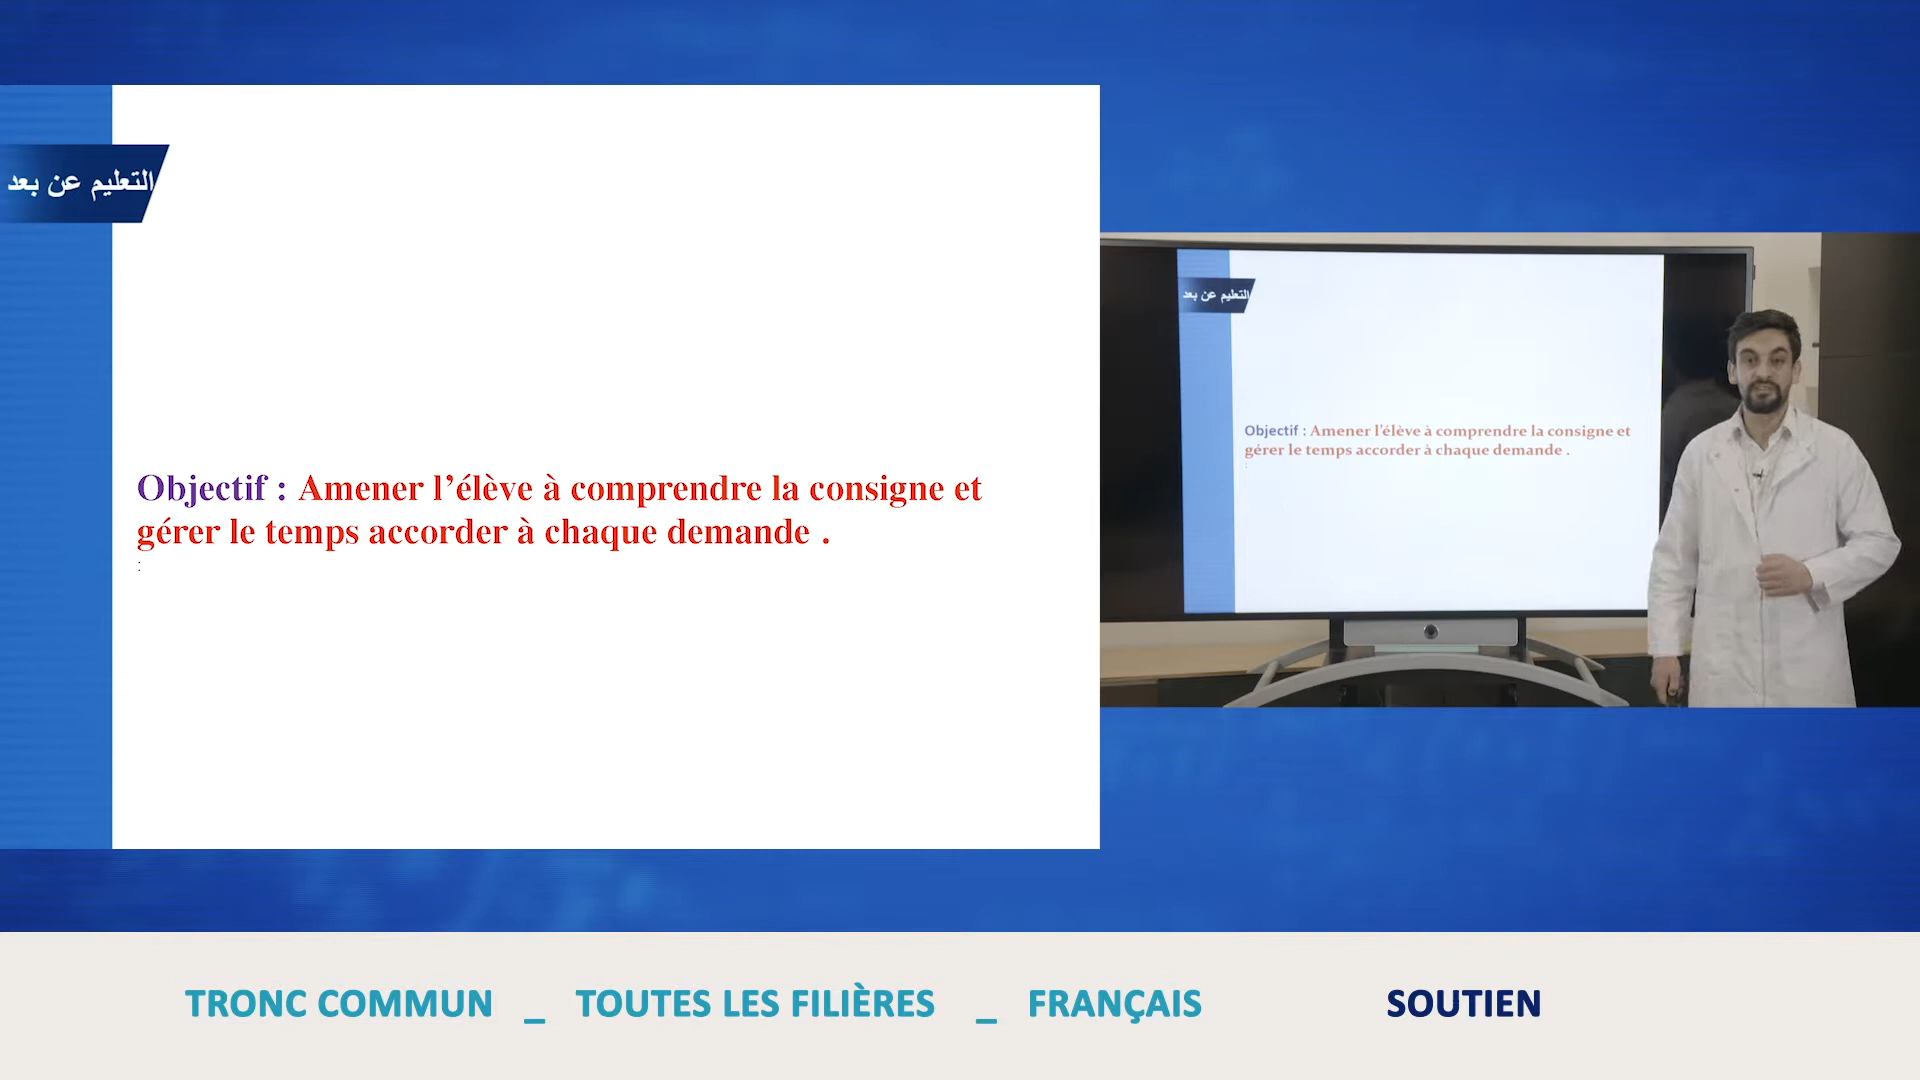 التعليم عن بعد
Objectif : Amener l’élève à comprendre la consigne et
gérer le temps accorder à chaque demande .
:
التعليم عن بعد
Objectif : Amener l’élève à comprendre la consigne et
gérer le temps accorder à chaque demande .
:
TRONC COMMUN _ TOUTES LES FILIÈRES _ FRANÇAIS SOUTIEN